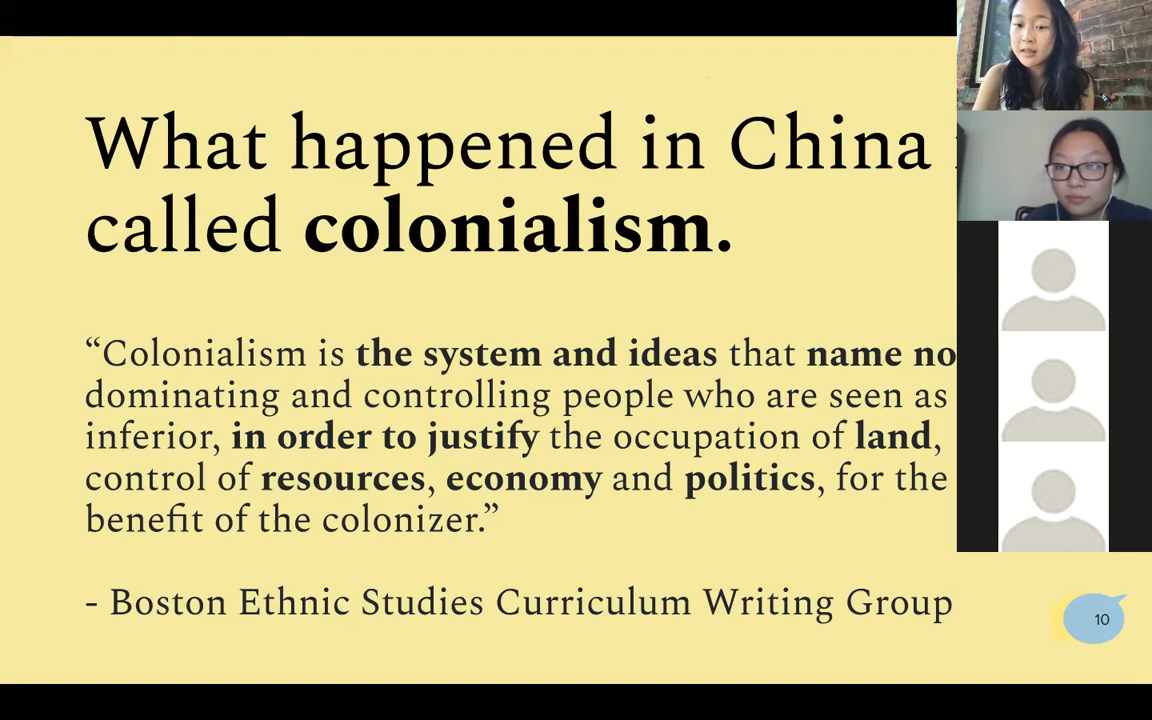 What happened in China
called colonialism.
“Colonialism is the system and ideas that name no
dominating and controlling people who are seen as
inferior, in order to justify the occupation of land,
control of resources, economy and politics, for the
benefit of the colonizer.”
- Boston Ethnic Studies Curriculum Writing Group
10